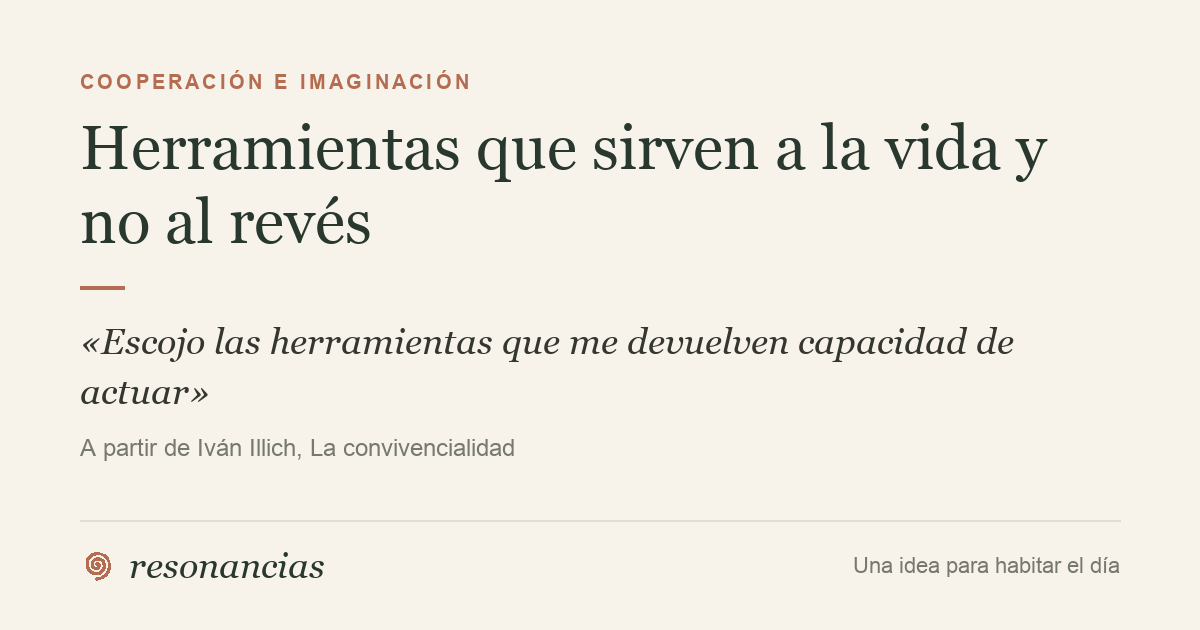 COOPERACIÓN E IMAGINACIÓN
Herramientas que sirven a la vida y
no al revés
«Escojo las herramientas que me devuelven capacidad de
actuar»
A partir de Iván Illich, La convivencialidad
resonancias
Una idea para habitar el día